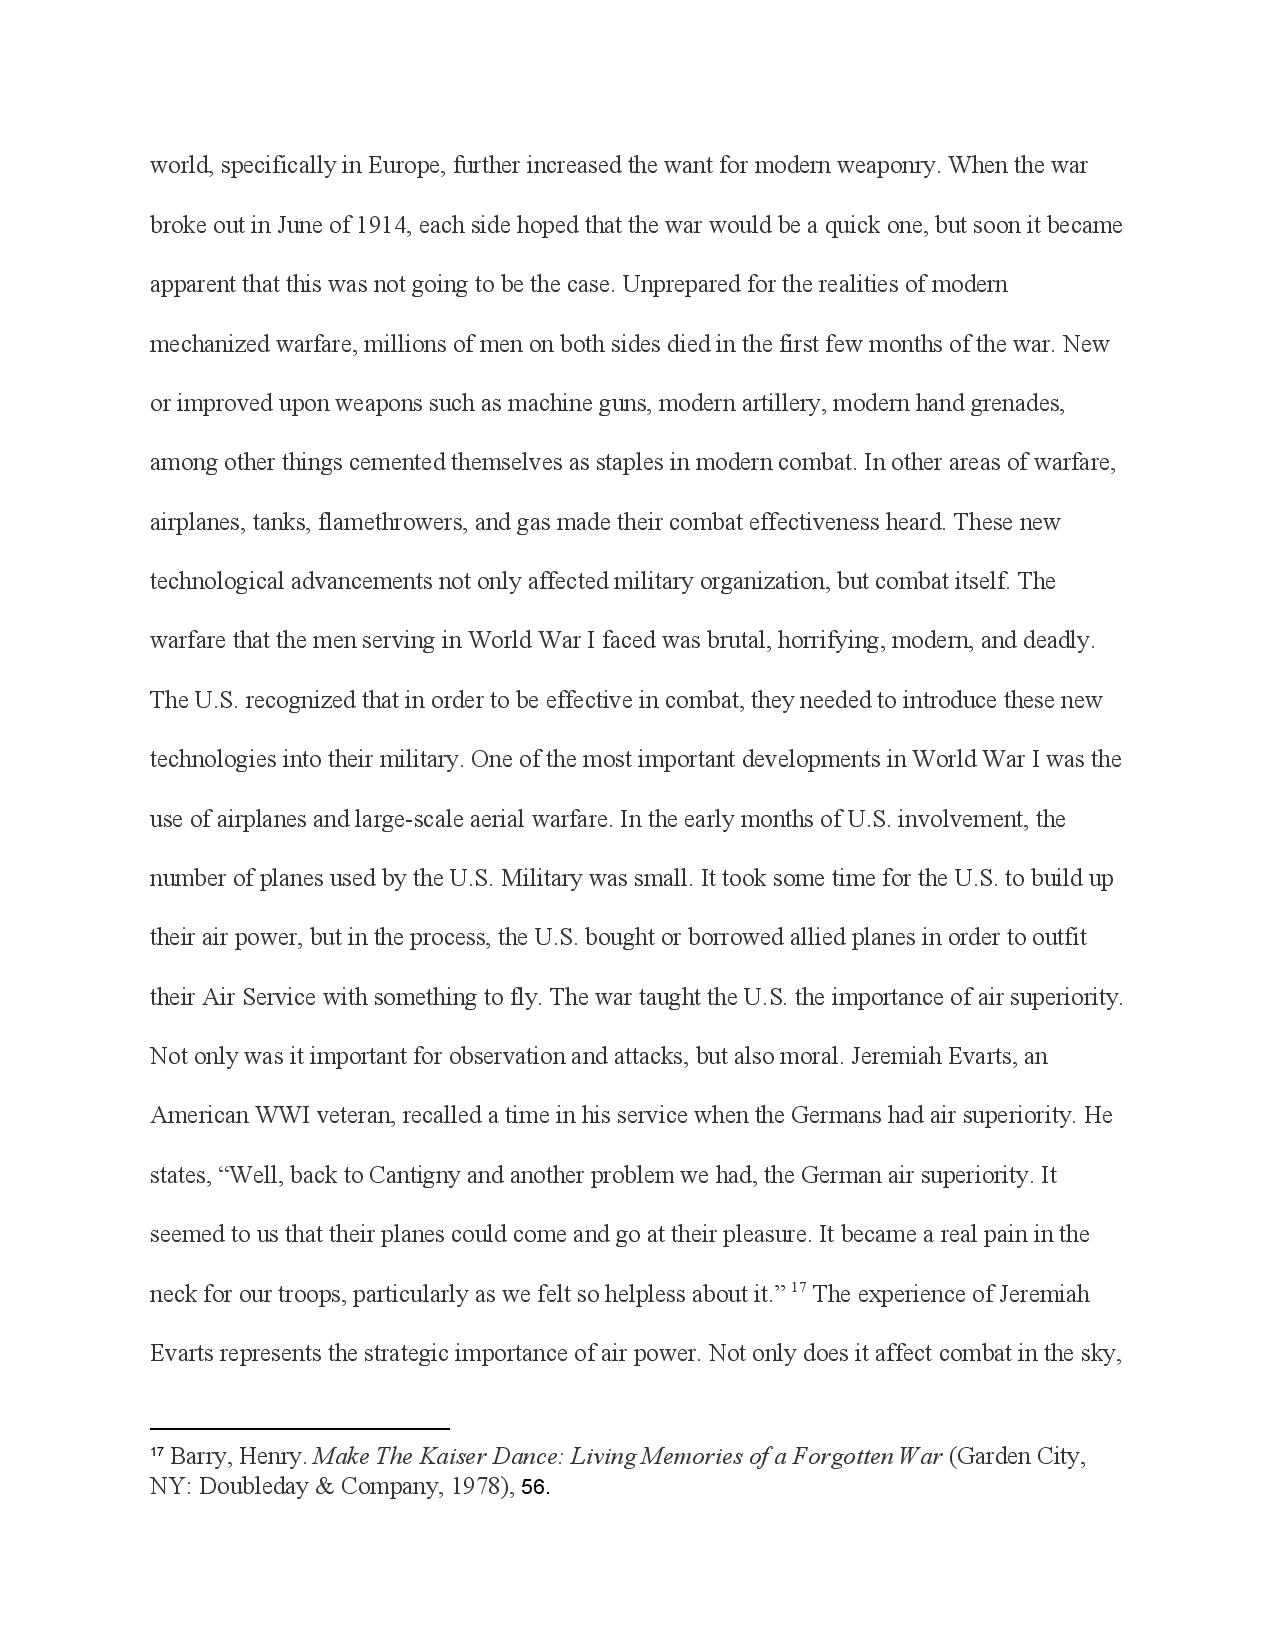 world, specifically in Europe, further increased the want for modern weaponry. When the war
broke out in June of 1914, each side hoped that the war would be a quick one, but soon it became
apparent that this was not going to be the case. Unprepared for the realities of modern
mechanized warfare, millions of men on both sides died in the first few months of the war. New
or improved upon weapons such as machine guns, modern artillery, modern hand grenades,
among other things cemented themselves as staples in modern combat. In other areas of warfare,
airplanes, tanks, flamethrowers, and gas made their combat effectiveness heard. These new
technological advancements not only affected military organization, but combat itself. The
warfare that the men serving in World War I faced was brutal, horrifying, modern, and deadly.
The U.S. recognized that in order to be effective in combat, they needed to introduce these new
technologies into their military. One of the most important developments in World War I was the
use of airplanes and large-scale aerial warfare. In the early months of U.S. involvement, the
number of planes used by the U.S. Military was small. It took some time for the U.S. to build up
their air power, but in the process, the U.S. bought or borrowed allied planes in order to outfit
their Air Service with something to fly. The war taught the U.S. the importance of air superiority.
Not only was it important for observation and attacks, but also moral. Jeremiah Evarts, an
American WWI veteran, recalled a time in his service when the Germans had air superiority. He
states, “Well, back to Cantigny and another problem we had, the German air superiority. It
seemed to us that their planes could come and go at their pleasure. It became a real pain in the
neck for our troops, particularly as we felt so helpless about it.” 17 The experience of Jeremiah
Evarts represents the strategic importance of air power. Not only does it affect combat in the sky,
17 Barry, Henry. Make The Kaiser Dance: Living Memories of a Forgotten War (Garden City,
NY: Doubleday & Company, 1978), 56.